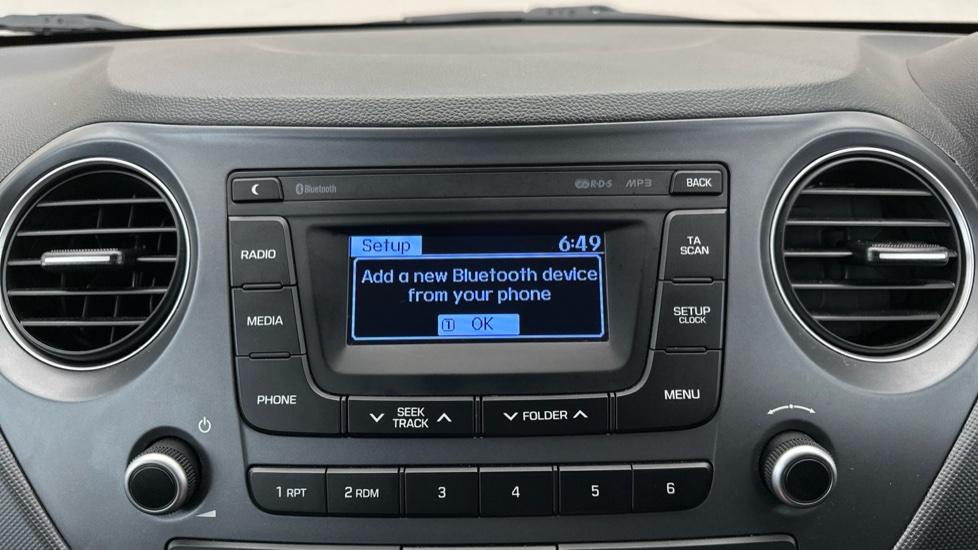 Bluetooth
R·D·S
MP3
BACK
RADIO
MEDIA
PHONE
Setup
6:49
Add a new Bluetooth device
from your phone
1 OK
TA
SCAN
SETUP
CLOCK
MENU
SEEK
TRACK
FOLDER
1 RPT
2 RDM
3
4
5
6